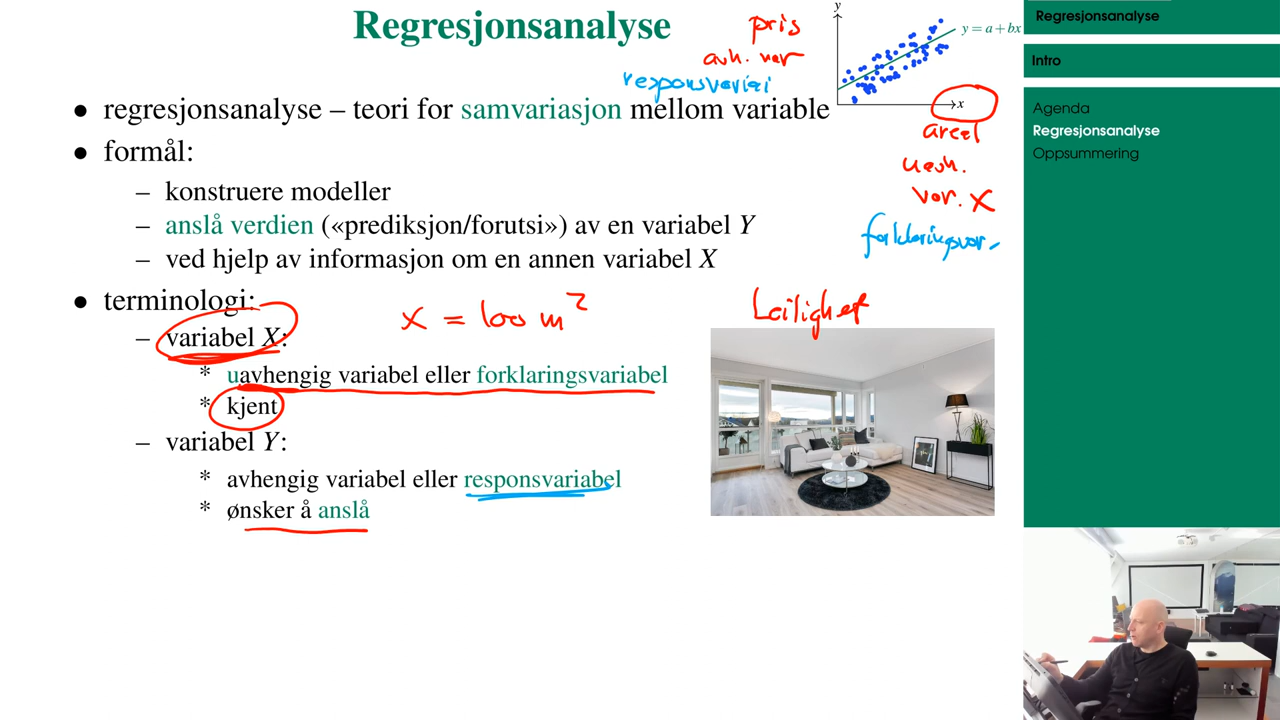 Regresjonsanalyse
pris
avh. var
responsvariabl
y
y = a + bx
x
areal
uavh.
var. X
forklaringsvar.
• regresjonsanalyse – teori for samvariasjon mellom variable
• formål:
– konstruere modeller
– anslå verdien («prediksjon/forutsi») av en variabel Y
– ved hjelp av informasjon om en annen variabel X
• terminologi:
x = 100 m²
Leilighet
– variabel X:
* uavhengig variabel eller forklaringsvariabel
* kjent
– variabel Y:
* avhengig variabel eller responsvariabel
* ønsker å anslå
Regresjonsanalyse
Intro
Agenda
Regresjonsanalyse
Oppsummering